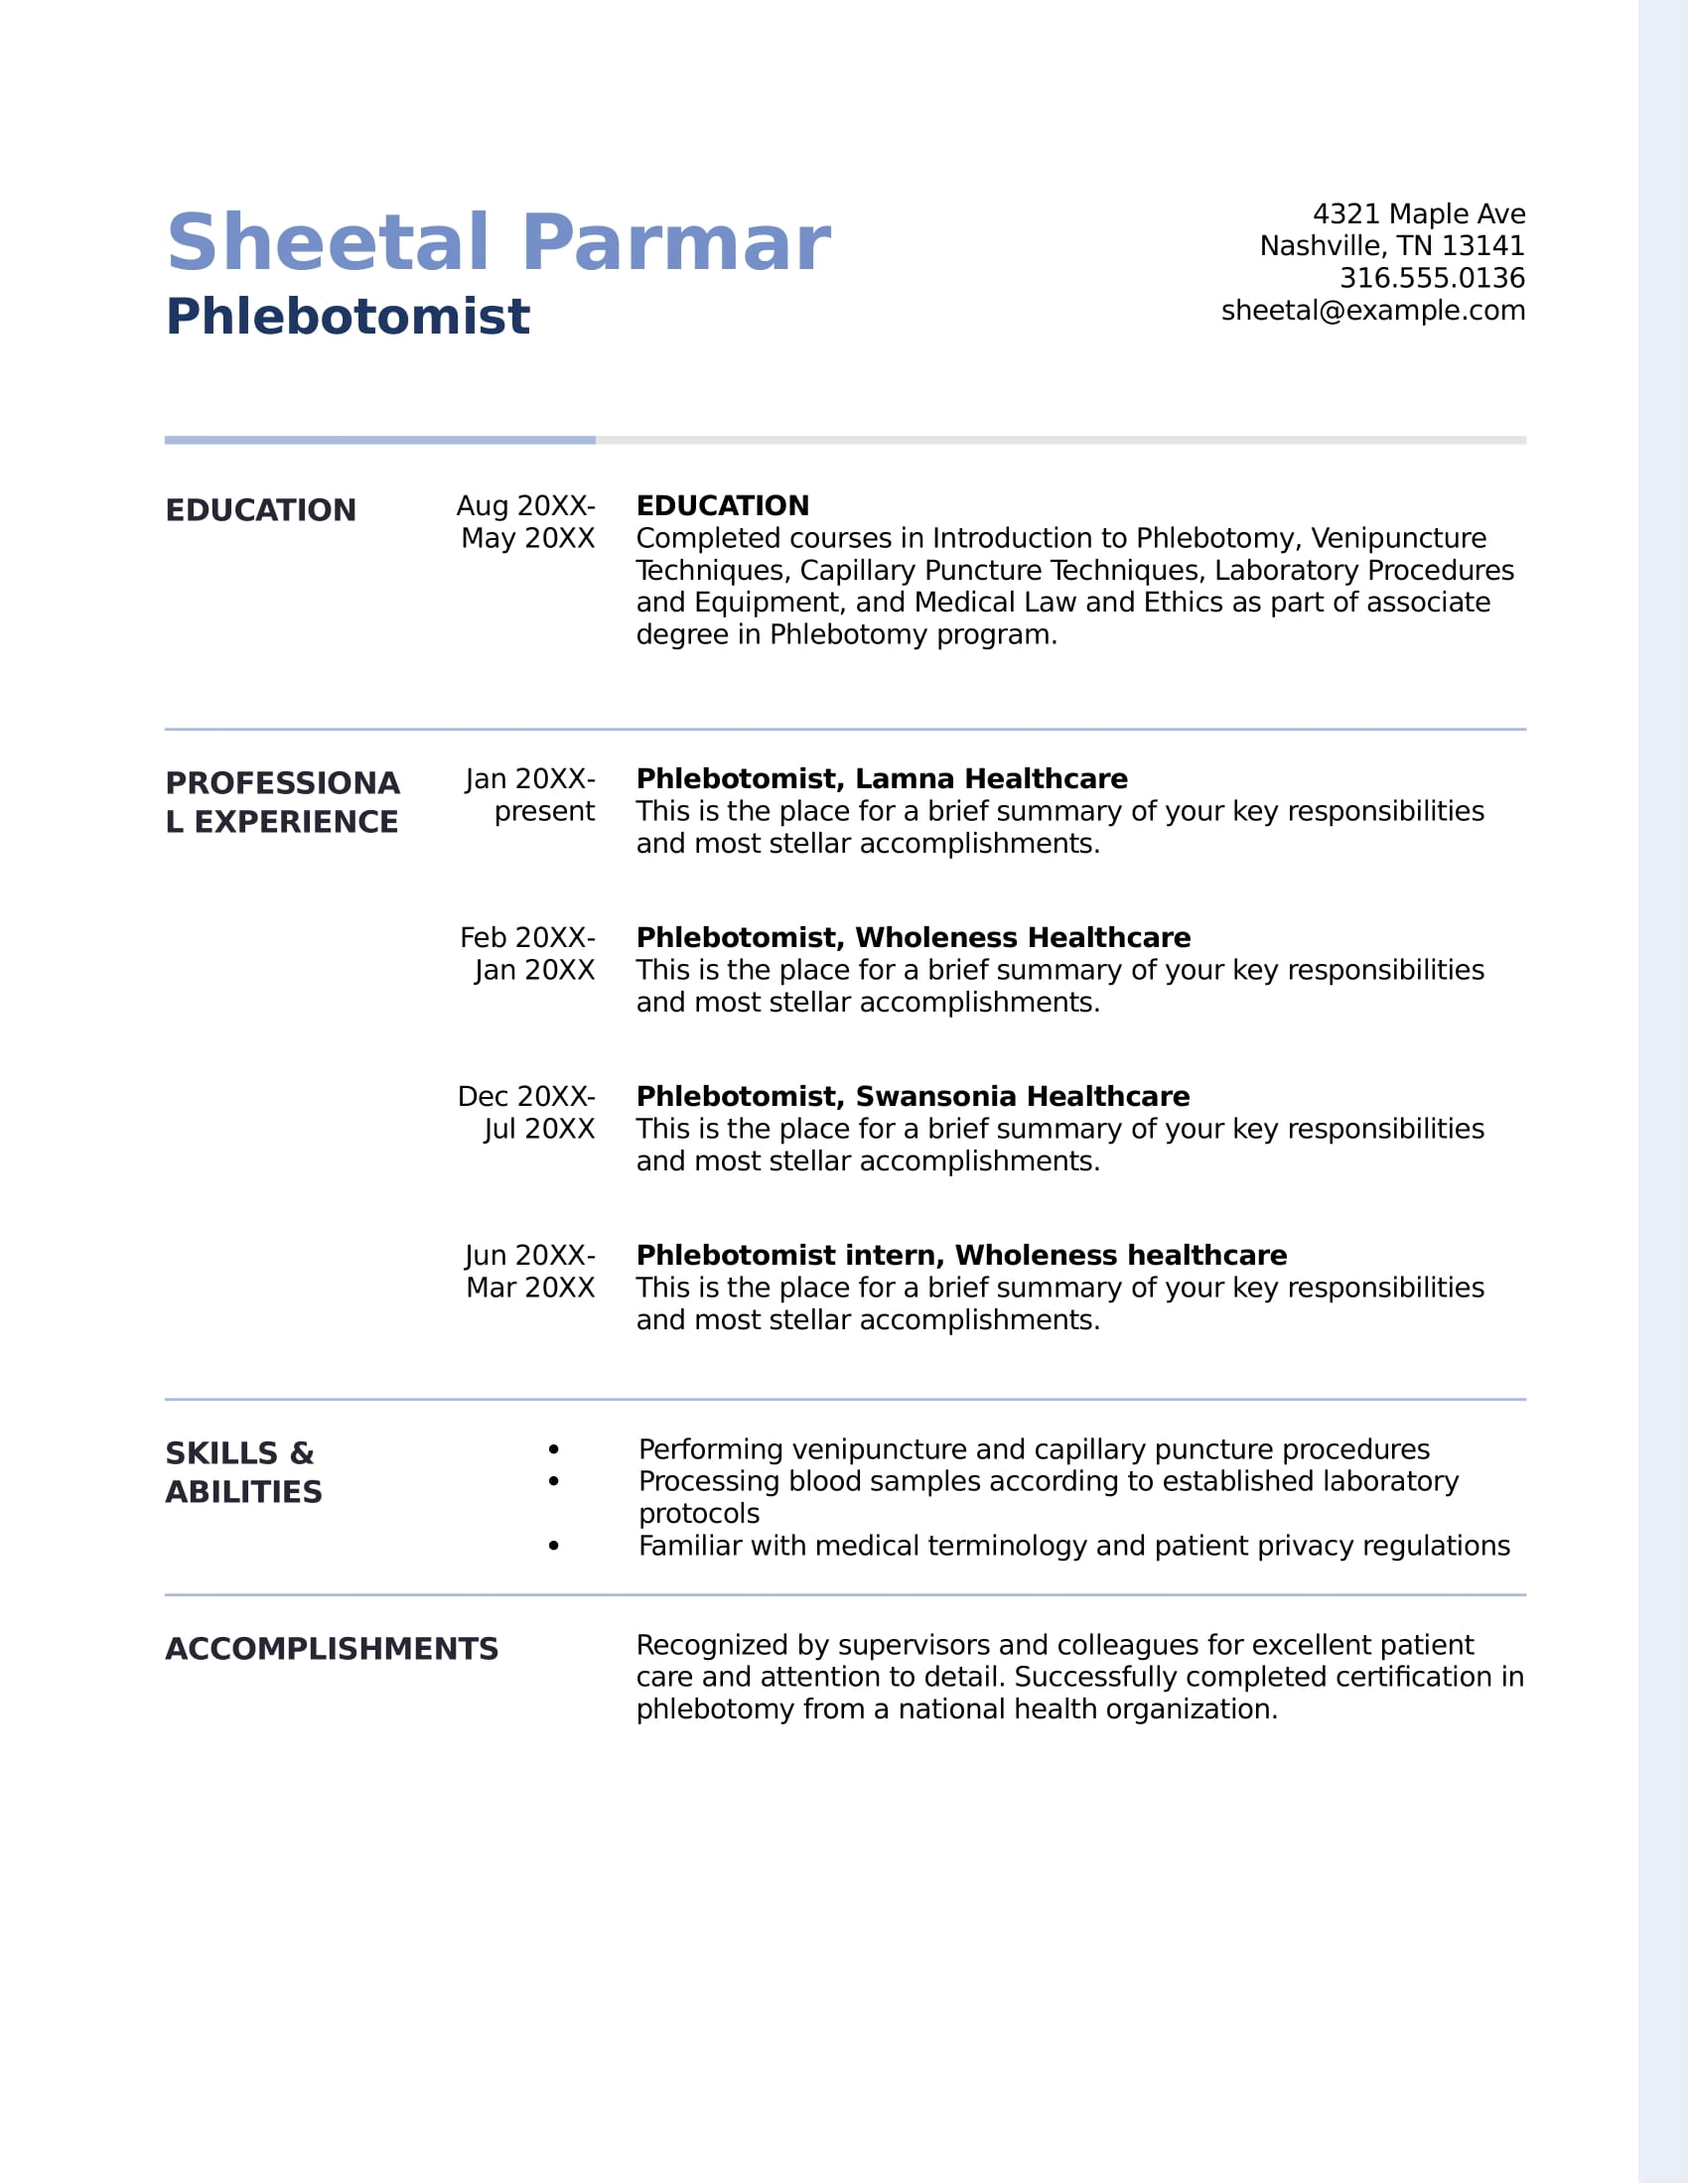 Sheetal Parmar
Phlebotomist
4321 Maple Ave
Nashville, TN 13141
316.555.0136
sheetal@example.com
EDUCATION
Aug 20XX-
May 20XX
EDUCATION
Completed courses in Introduction to Phlebotomy, Venipuncture
Techniques, Capillary Puncture Techniques, Laboratory Procedures
and Equipment, and Medical Law and Ethics as part of associate
degree in Phlebotomy program.
PROFESSIONA
L EXPERIENCE
Jan 20XX-
present
Phlebotomist, Lamna Healthcare
This is the place for a brief summary of your key responsibilities
and most stellar accomplishments.
Feb 20XX-
Jan 20XX
Phlebotomist, Wholeness Healthcare
This is the place for a brief summary of your key responsibilities
and most stellar accomplishments.
Dec 20XX-
Jul 20XX
Phlebotomist, Swansonia Healthcare
This is the place for a brief summary of your key responsibilities
and most stellar accomplishments.
Jun 20XX-
Mar 20XX
Phlebotomist intern, Wholeness healthcare
This is the place for a brief summary of your key responsibilities
and most stellar accomplishments.
SKILLS &
ABILITIES
• Performing venipuncture and capillary puncture procedures
• Processing blood samples according to established laboratory
protocols
• Familiar with medical terminology and patient privacy regulations
ACCOMPLISHMENTS
Recognized by supervisors and colleagues for excellent patient
care and attention to detail. Successfully completed certification in
phlebotomy from a national health organization.